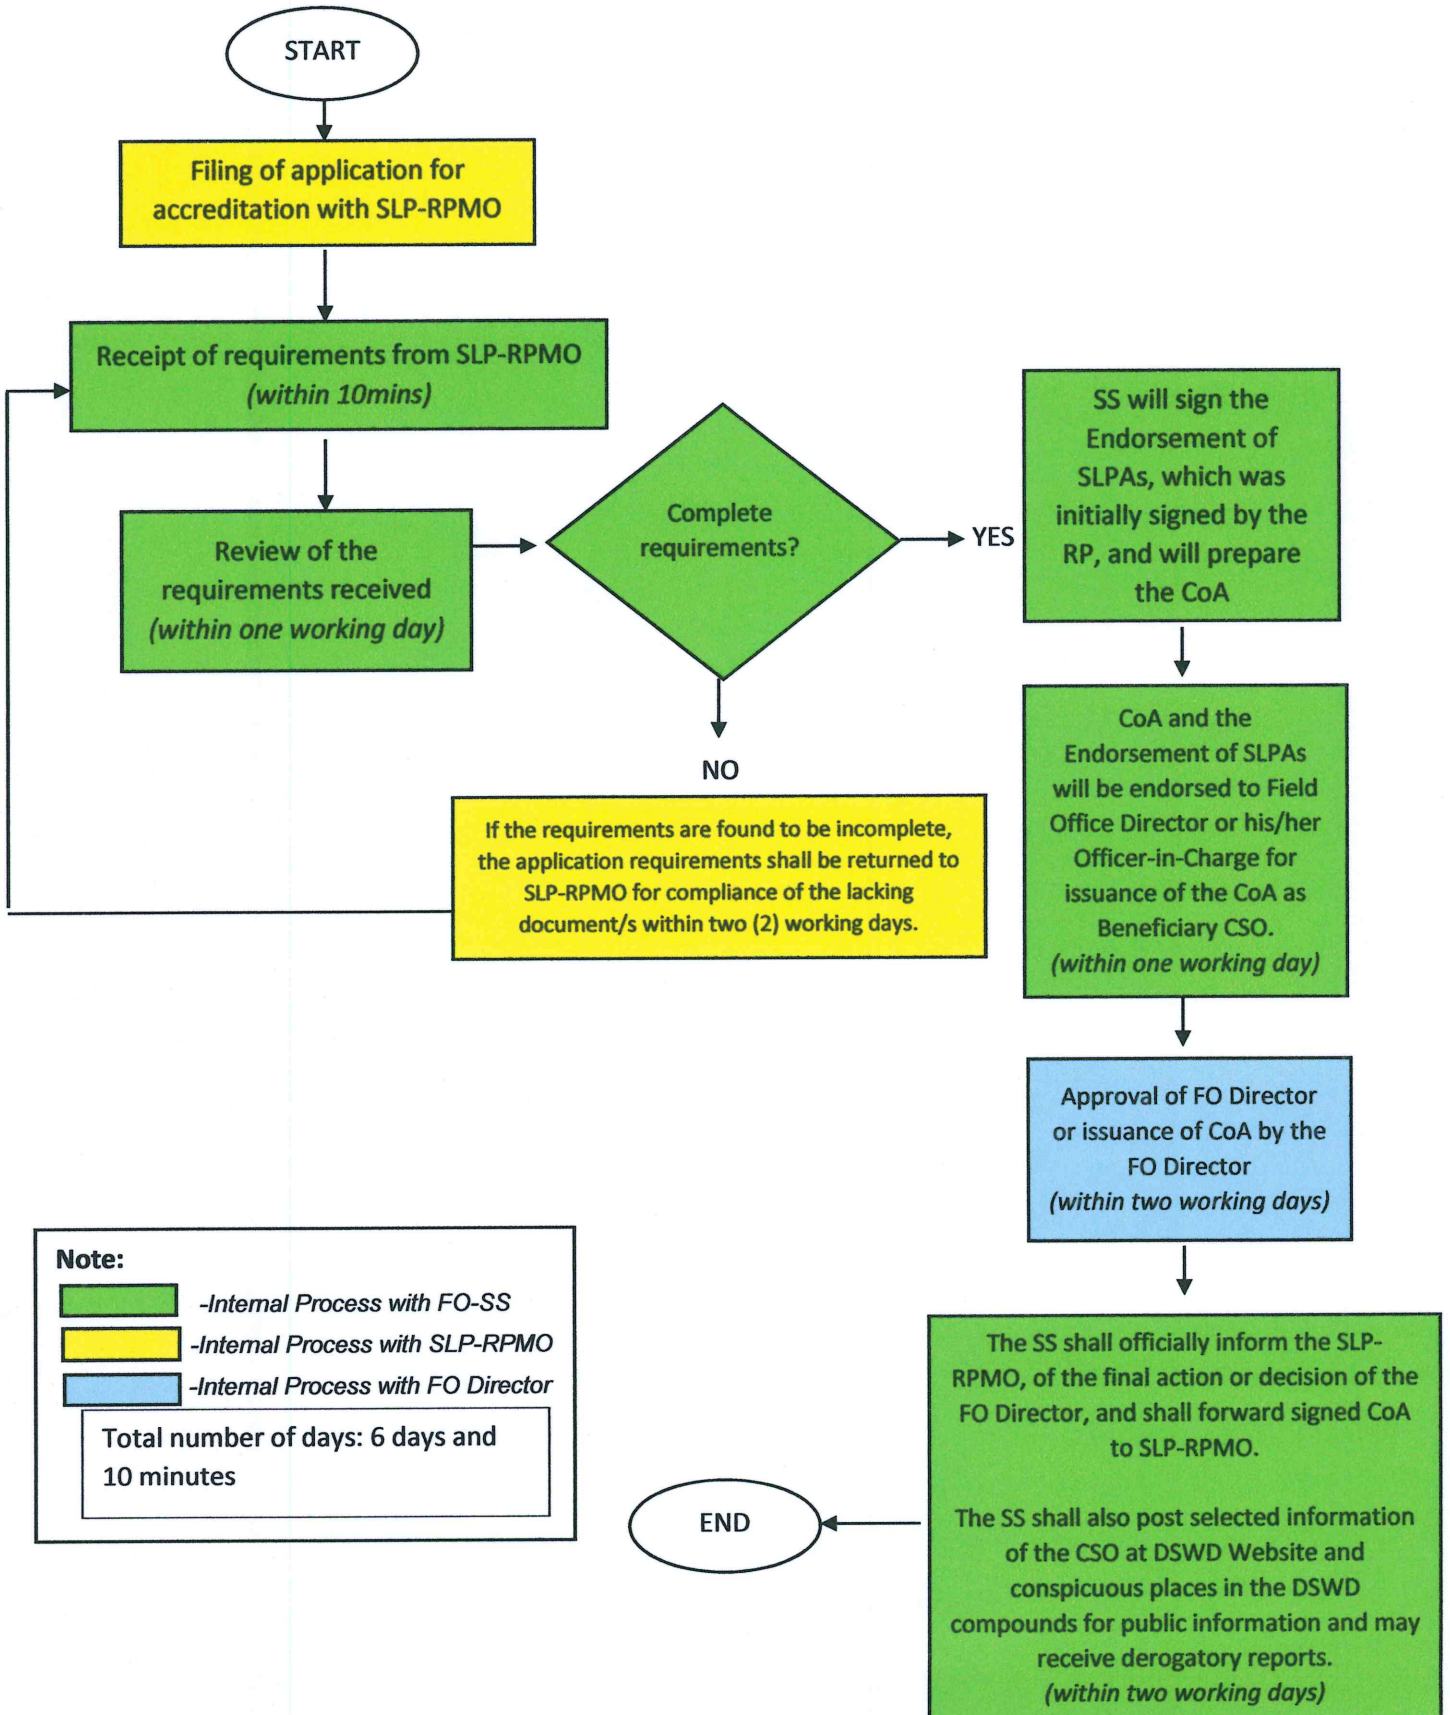 START
Filing of application for
accreditation with SLP-RPMO
Receipt of requirements from SLP-RPMO
(within 10mins)
Review of the
requirements received
(within one working day)
Complete
requirements?
YES
NO
If the requirements are found to be incomplete,
the application requirements shall be returned to
SLP-RPMO for compliance of the lacking
document/s within two (2) working days.
SS will sign the
Endorsement of
SLPAs, which was
initially signed by the
RP, and will prepare
the CoA
CoA and the
Endorsement of SLPAs
will be endorsed to Field
Office Director or his/her
Officer-in-Charge for
issuance of the CoA as
Beneficiary CSO.
(within one working day)
Approval of FO Director
or issuance of CoA by the
FO Director
(within two working days)
The SS shall officially inform the SLP-
RPMO, of the final action or decision of the
FO Director, and shall forward signed CoA
to SLP-RPMO.
The SS shall also post selected information
of the CSO at DSWD Website and
conspicuous places in the DSWD
compounds for public information and may
receive derogatory reports.
(within two working days)
END
Note:
-Internal Process with FO-SS
-Internal Process with SLP-RPMO
-Internal Process with FO Director
Total number of days: 6 days and
10 minutes